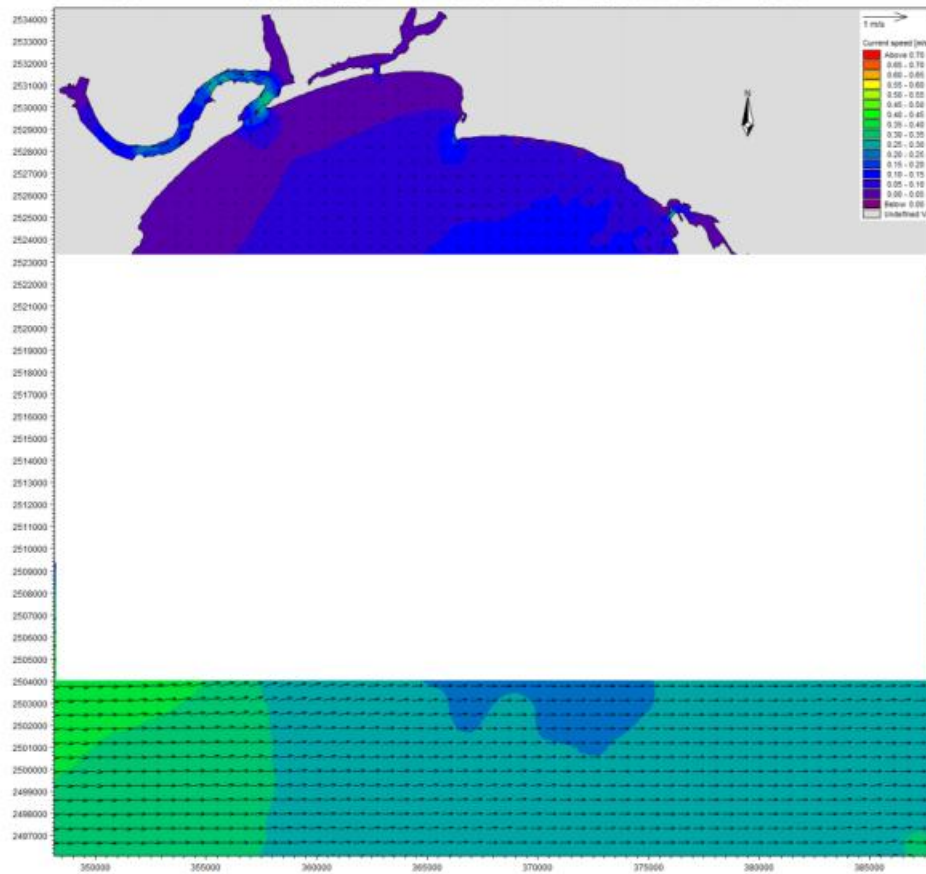 2534000
2533000
2532000
2531000
2530000
2529000
2528000
2527000
2526000
2525000
2524000
2523000
2522000
2521000
2520000
2519000
2518000
2517000
2516000
2515000
2514000
2513000
2512000
2511000
2510000
2509000
2508000
2507000
2506000
2505000
2504000
2503000
2502000
2501000
2500000
2499000
2498000
2497000
350000 355000 360000 365000 370000 375000 380000 385000
1 m/s
Current speed [m/
Above 0.70
0.65 - 0.70
0.60 - 0.65
0.55 - 0.60
0.50 - 0.55
0.45 - 0.50
0.40 - 0.45
0.35 - 0.40
0.30 - 0.35
0.25 - 0.30
0.20 - 0.25
0.15 - 0.20
0.10 - 0.15
0.05 - 0.10
0.00 - 0.05
Below 0.00
Undefined V
N